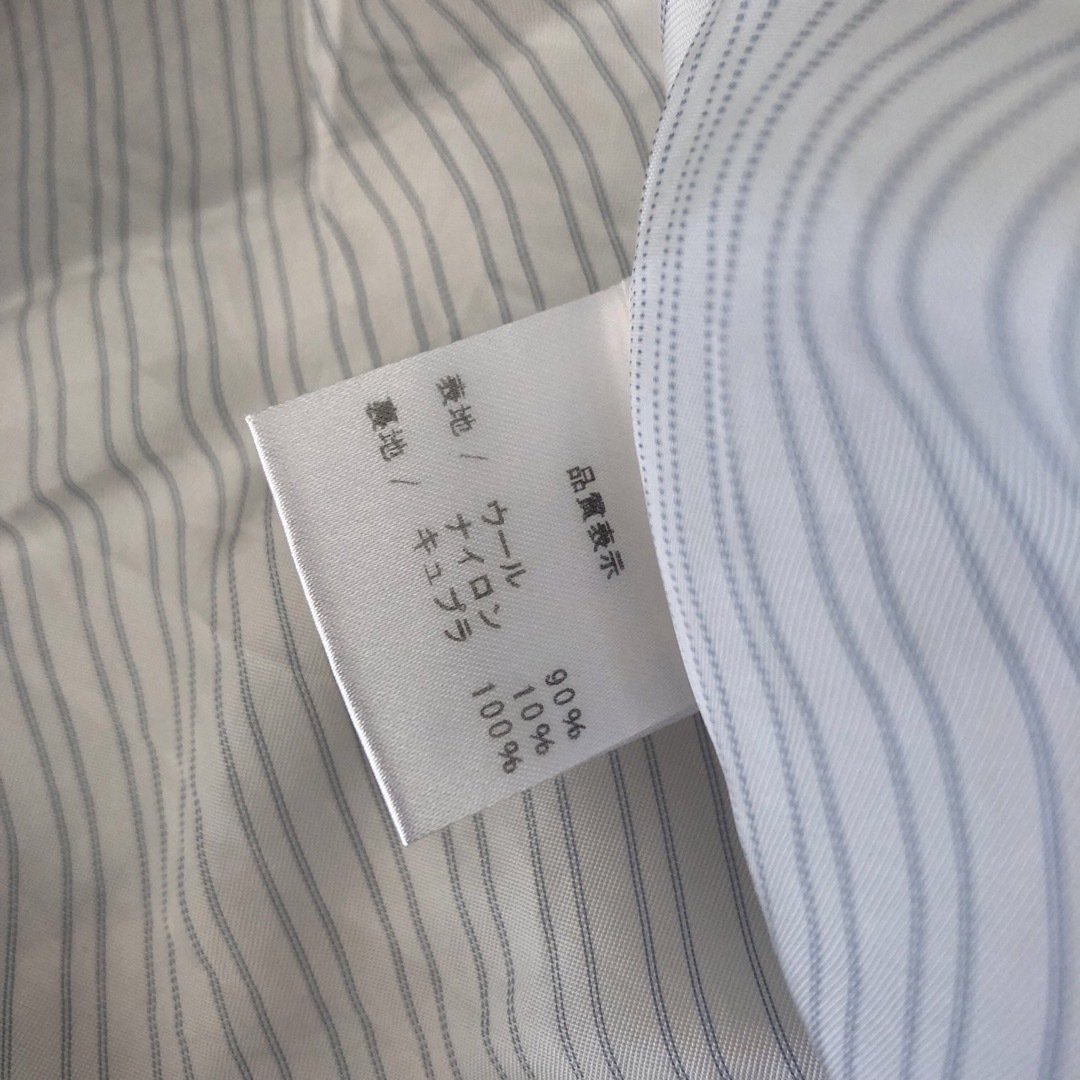 品質表示
表地 / ウール 90%
ナイロン 10%
裏地 / キュプラ 100%